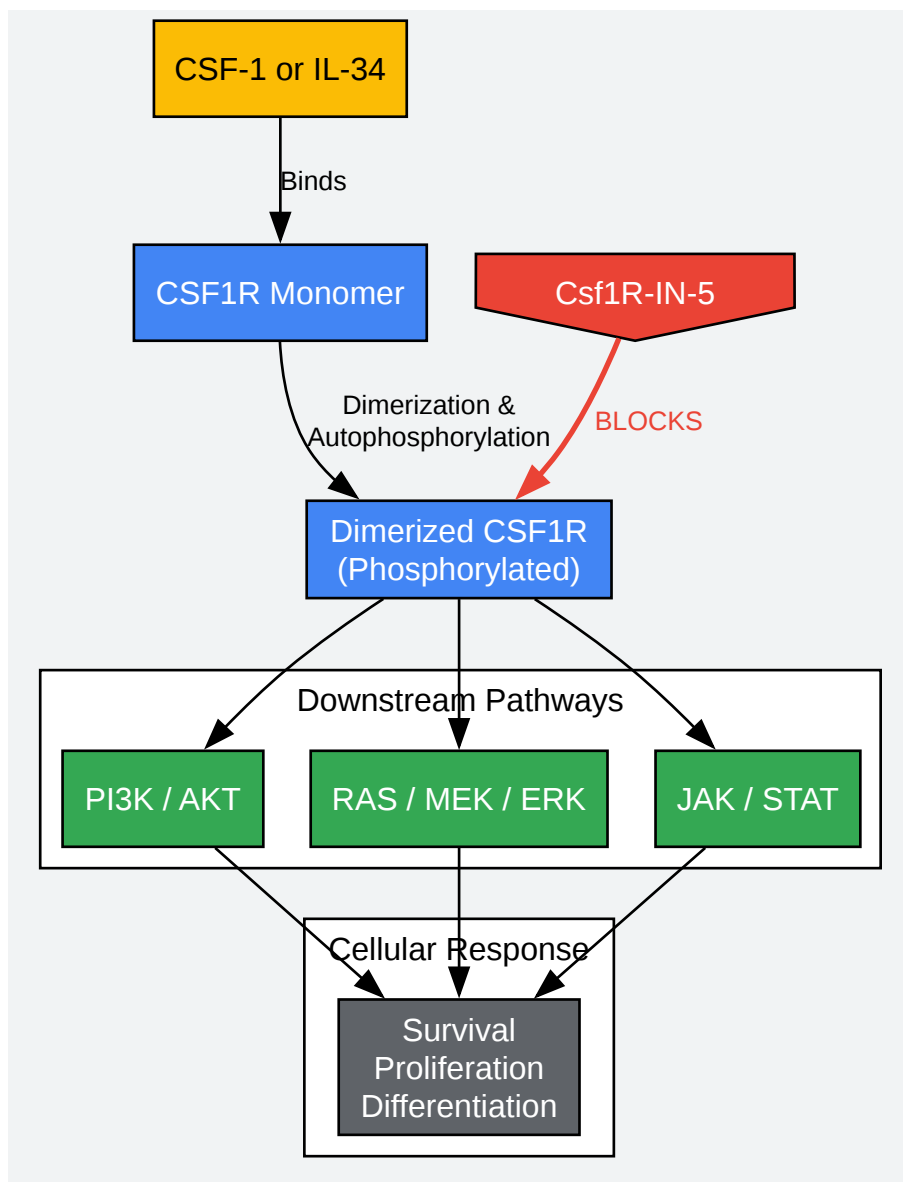 CSF-1 or IL-34
Binds
CSF1R Monomer
Csf1R-IN-5
Dimerization &
Autophosphorylation
BLOCKS
Dimerized CSF1R
(Phosphorylated)
Downstream Pathways
PI3K / AKT
RAS / MEK / ERK
JAK / STAT
Cellular Response
Survival
Proliferation
Differentiation